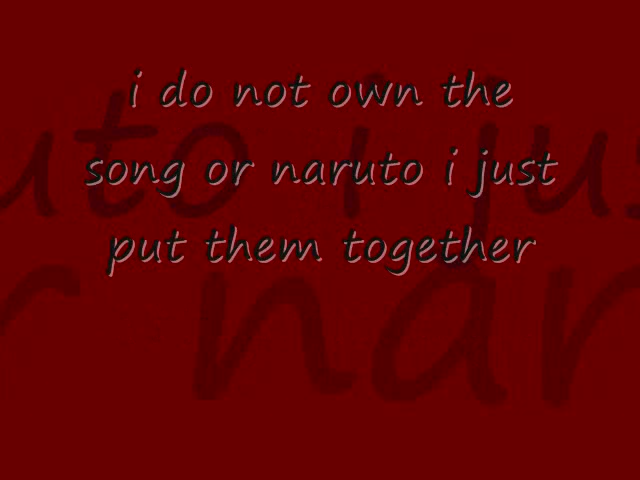 i do not own the
song or naruto i just
put them together